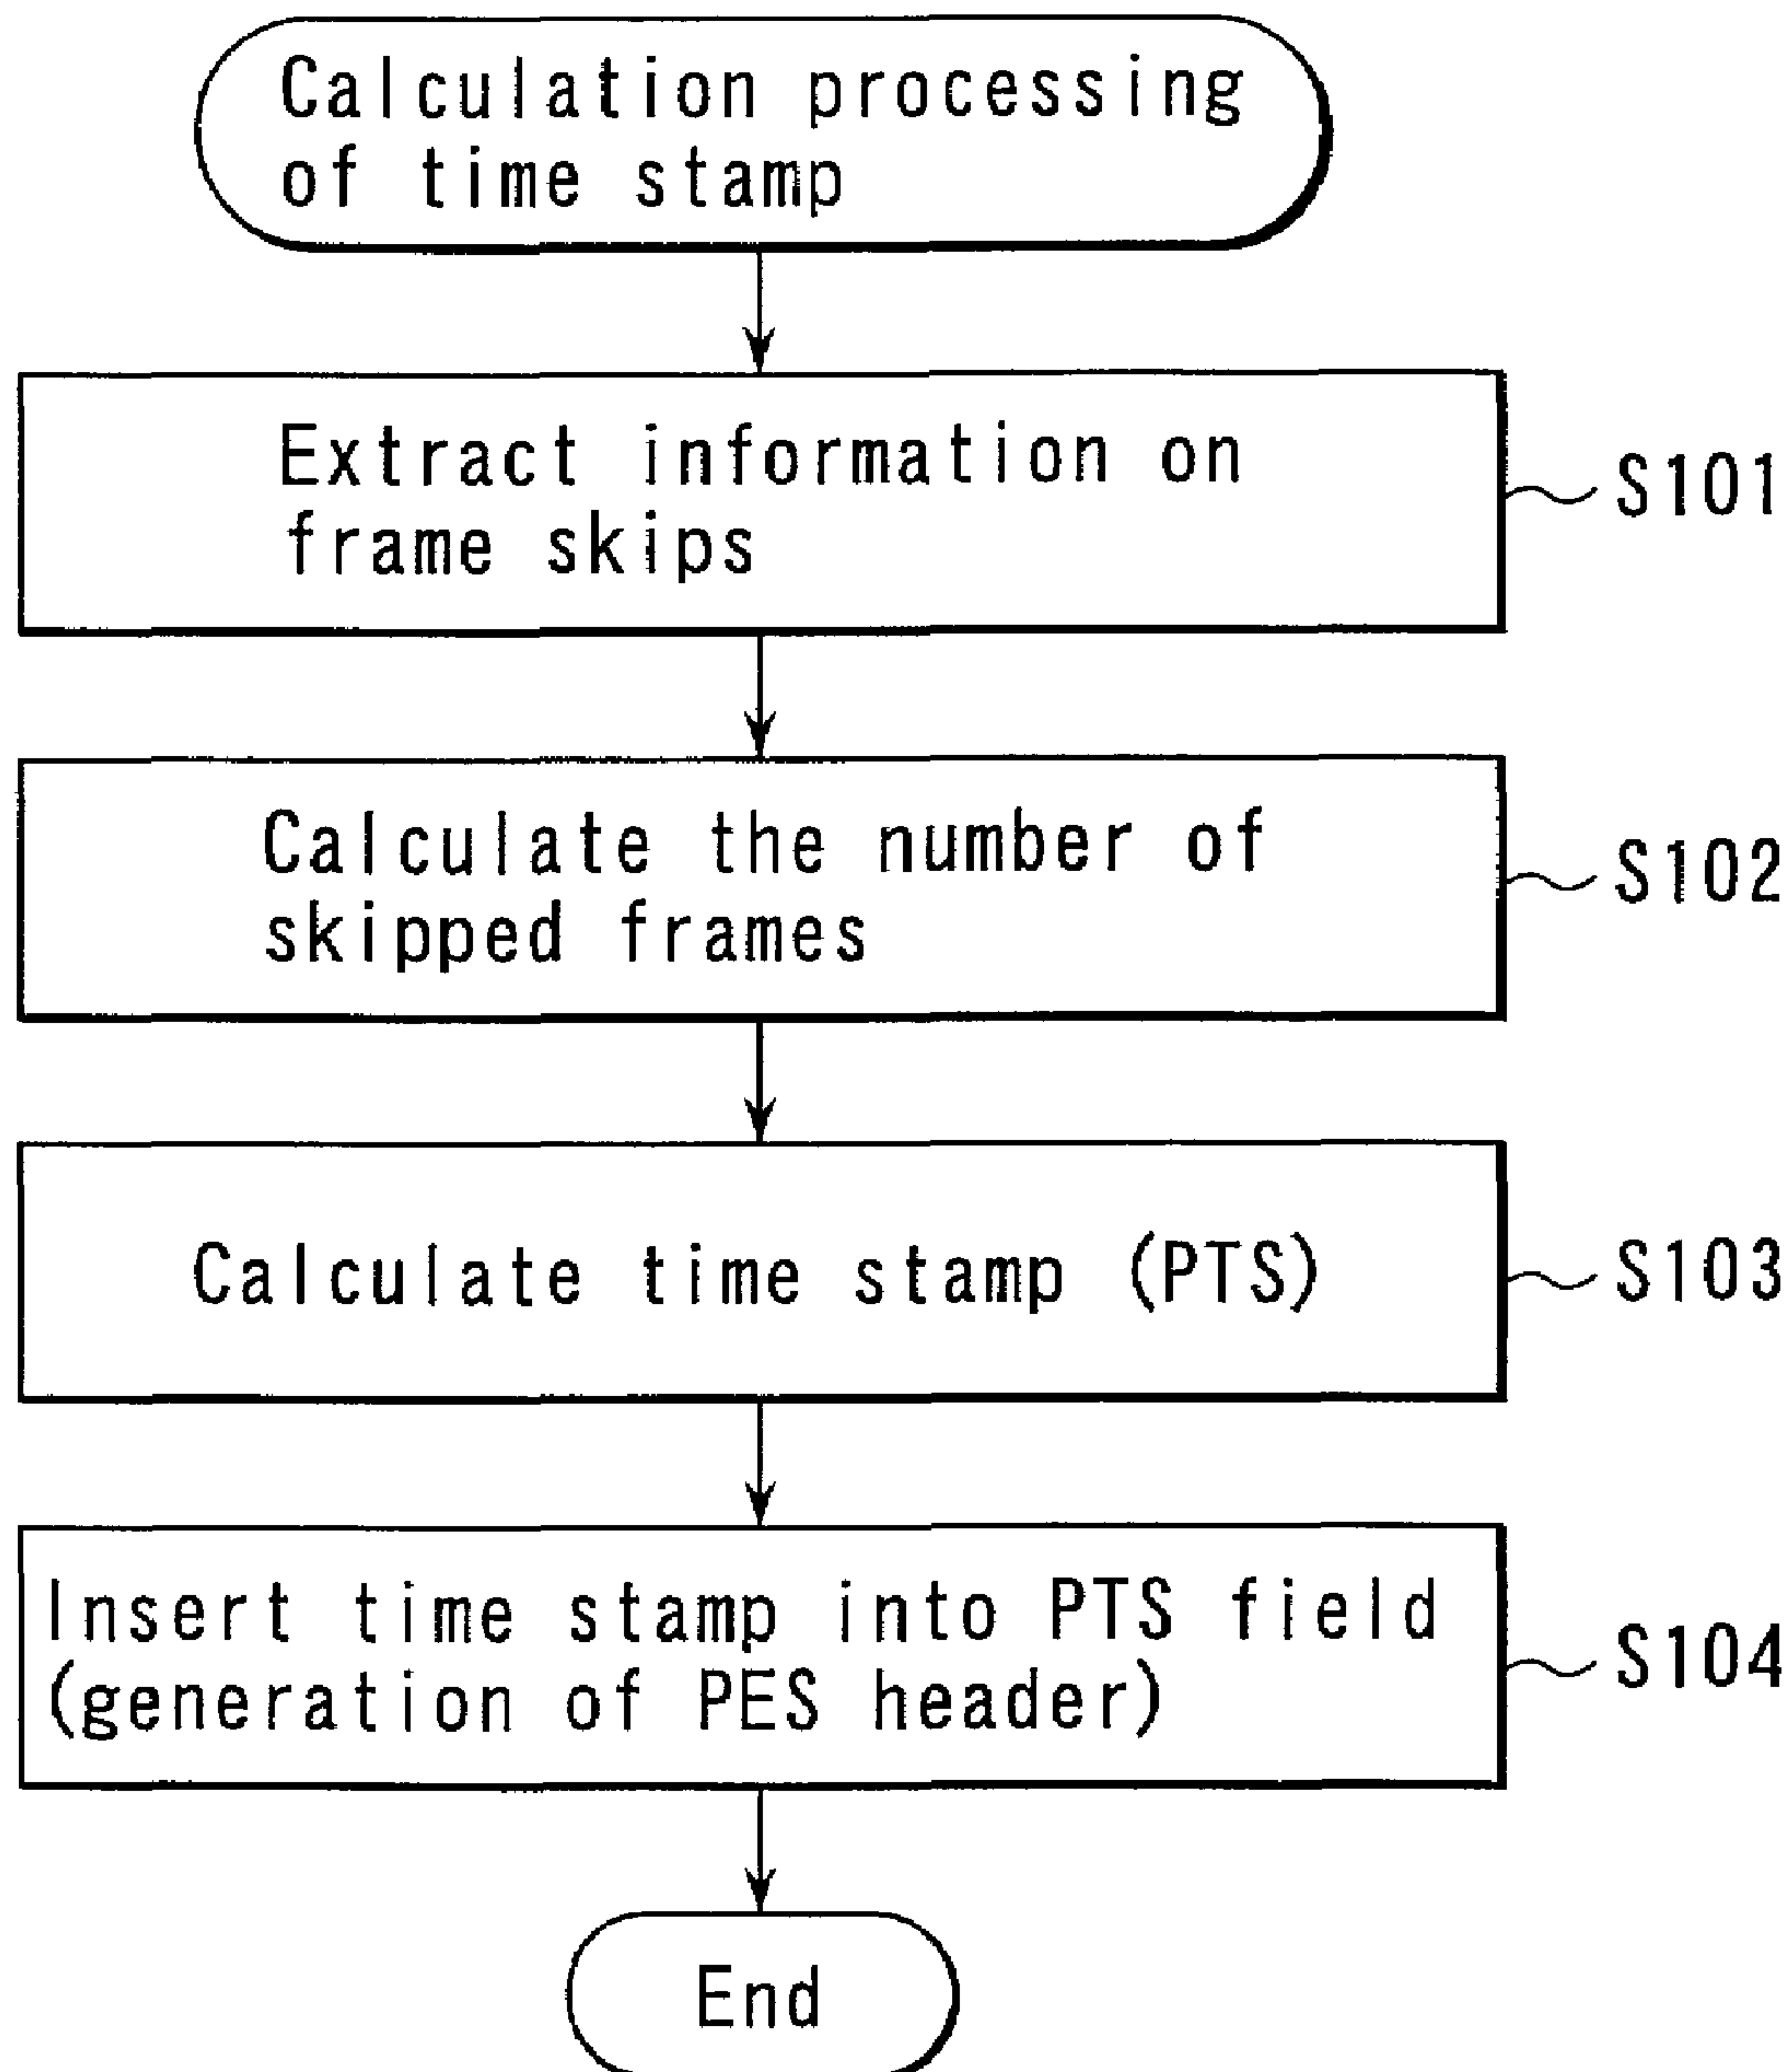 Calculation processing
of time stamp
Extract information on
frame skips
S101
Calculate the number of
skipped frames
S102
Calculate time stamp (PTS)
S103
Insert time stamp into PTS field
(generation of PES header)
S104
End